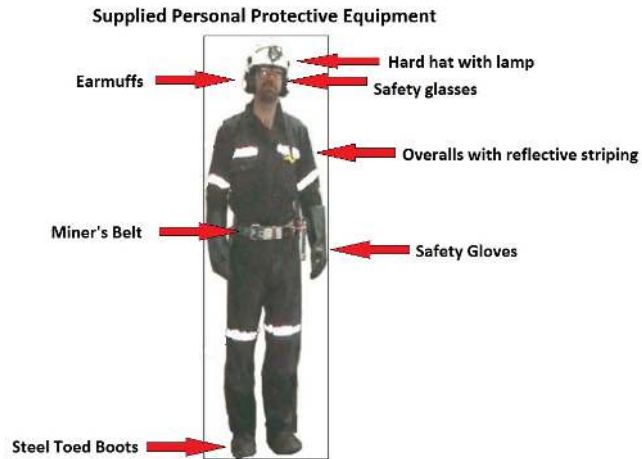 Supplied Personal Protective Equipment
Hard hat with lamp
Earmuffs
Safety glasses
Overalls with reflective striping
Miner's Belt
Safety Gloves
Steel Toed Boots